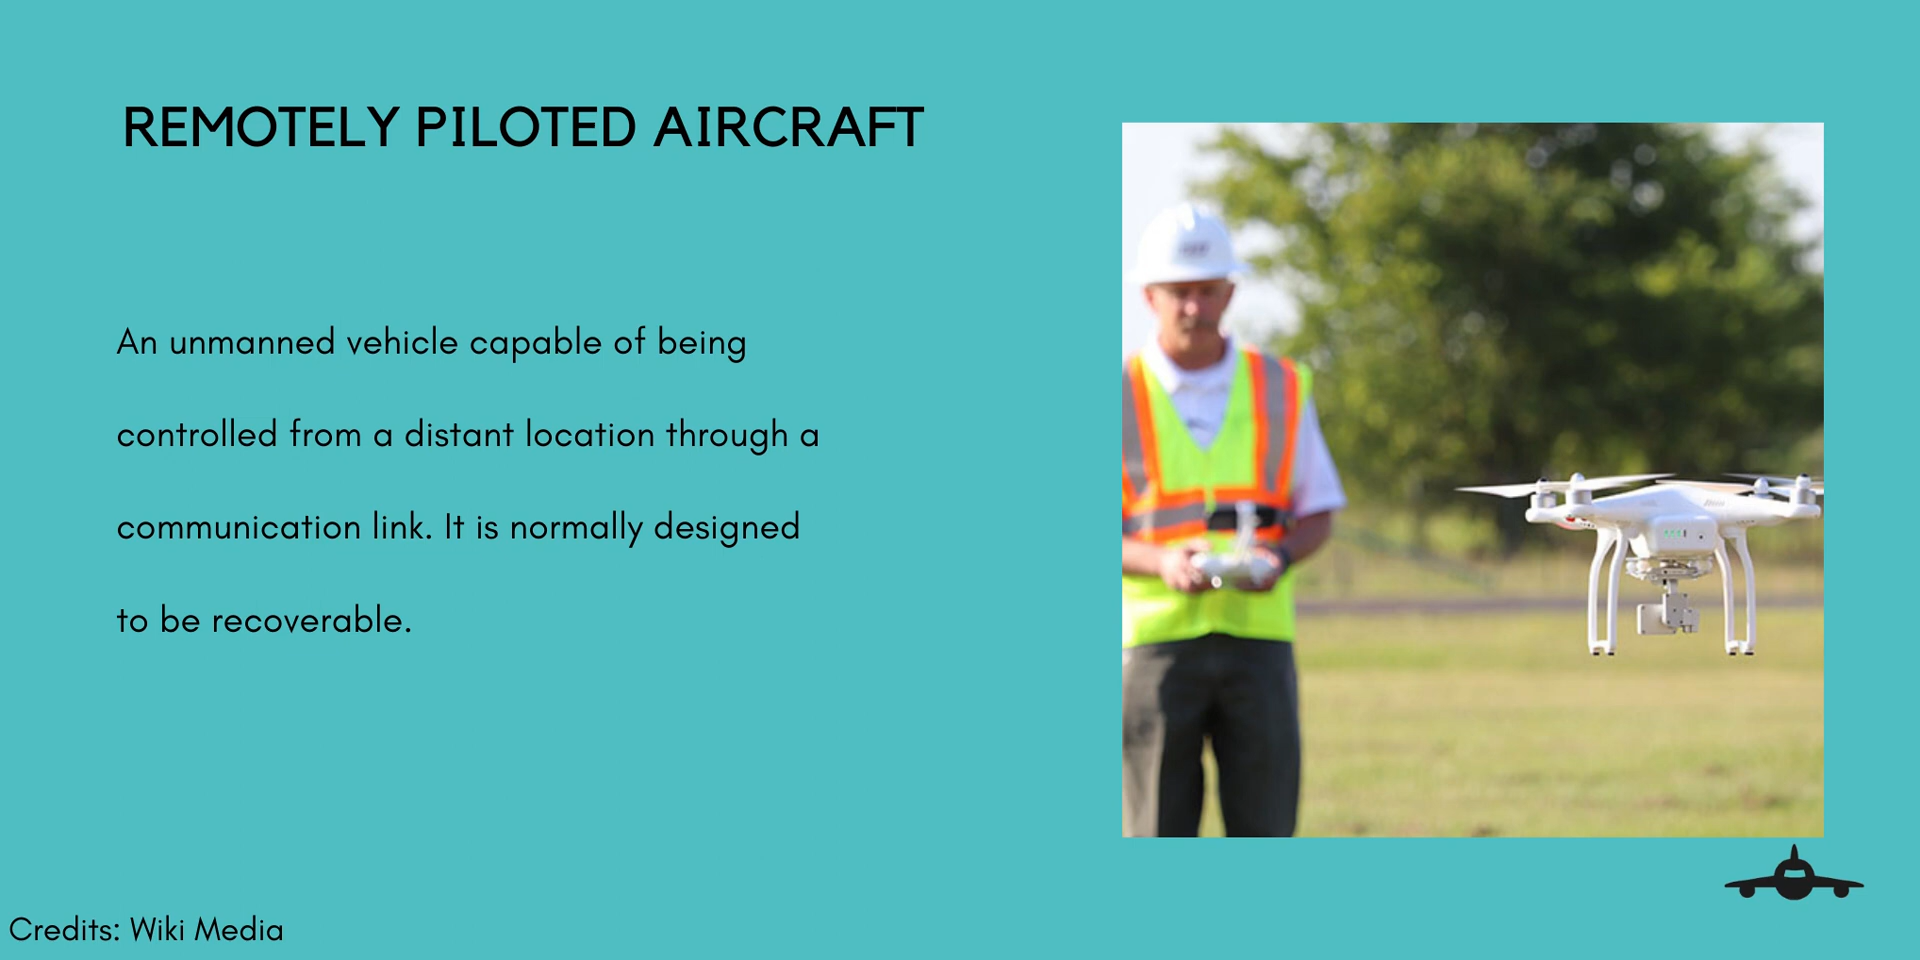 REMOTELY PILOTED AIRCRAFT
An unmanned vehicle capable of being
controlled from a distant location through a
communication link. It is normally designed
to be recoverable.
Credits: Wiki Media